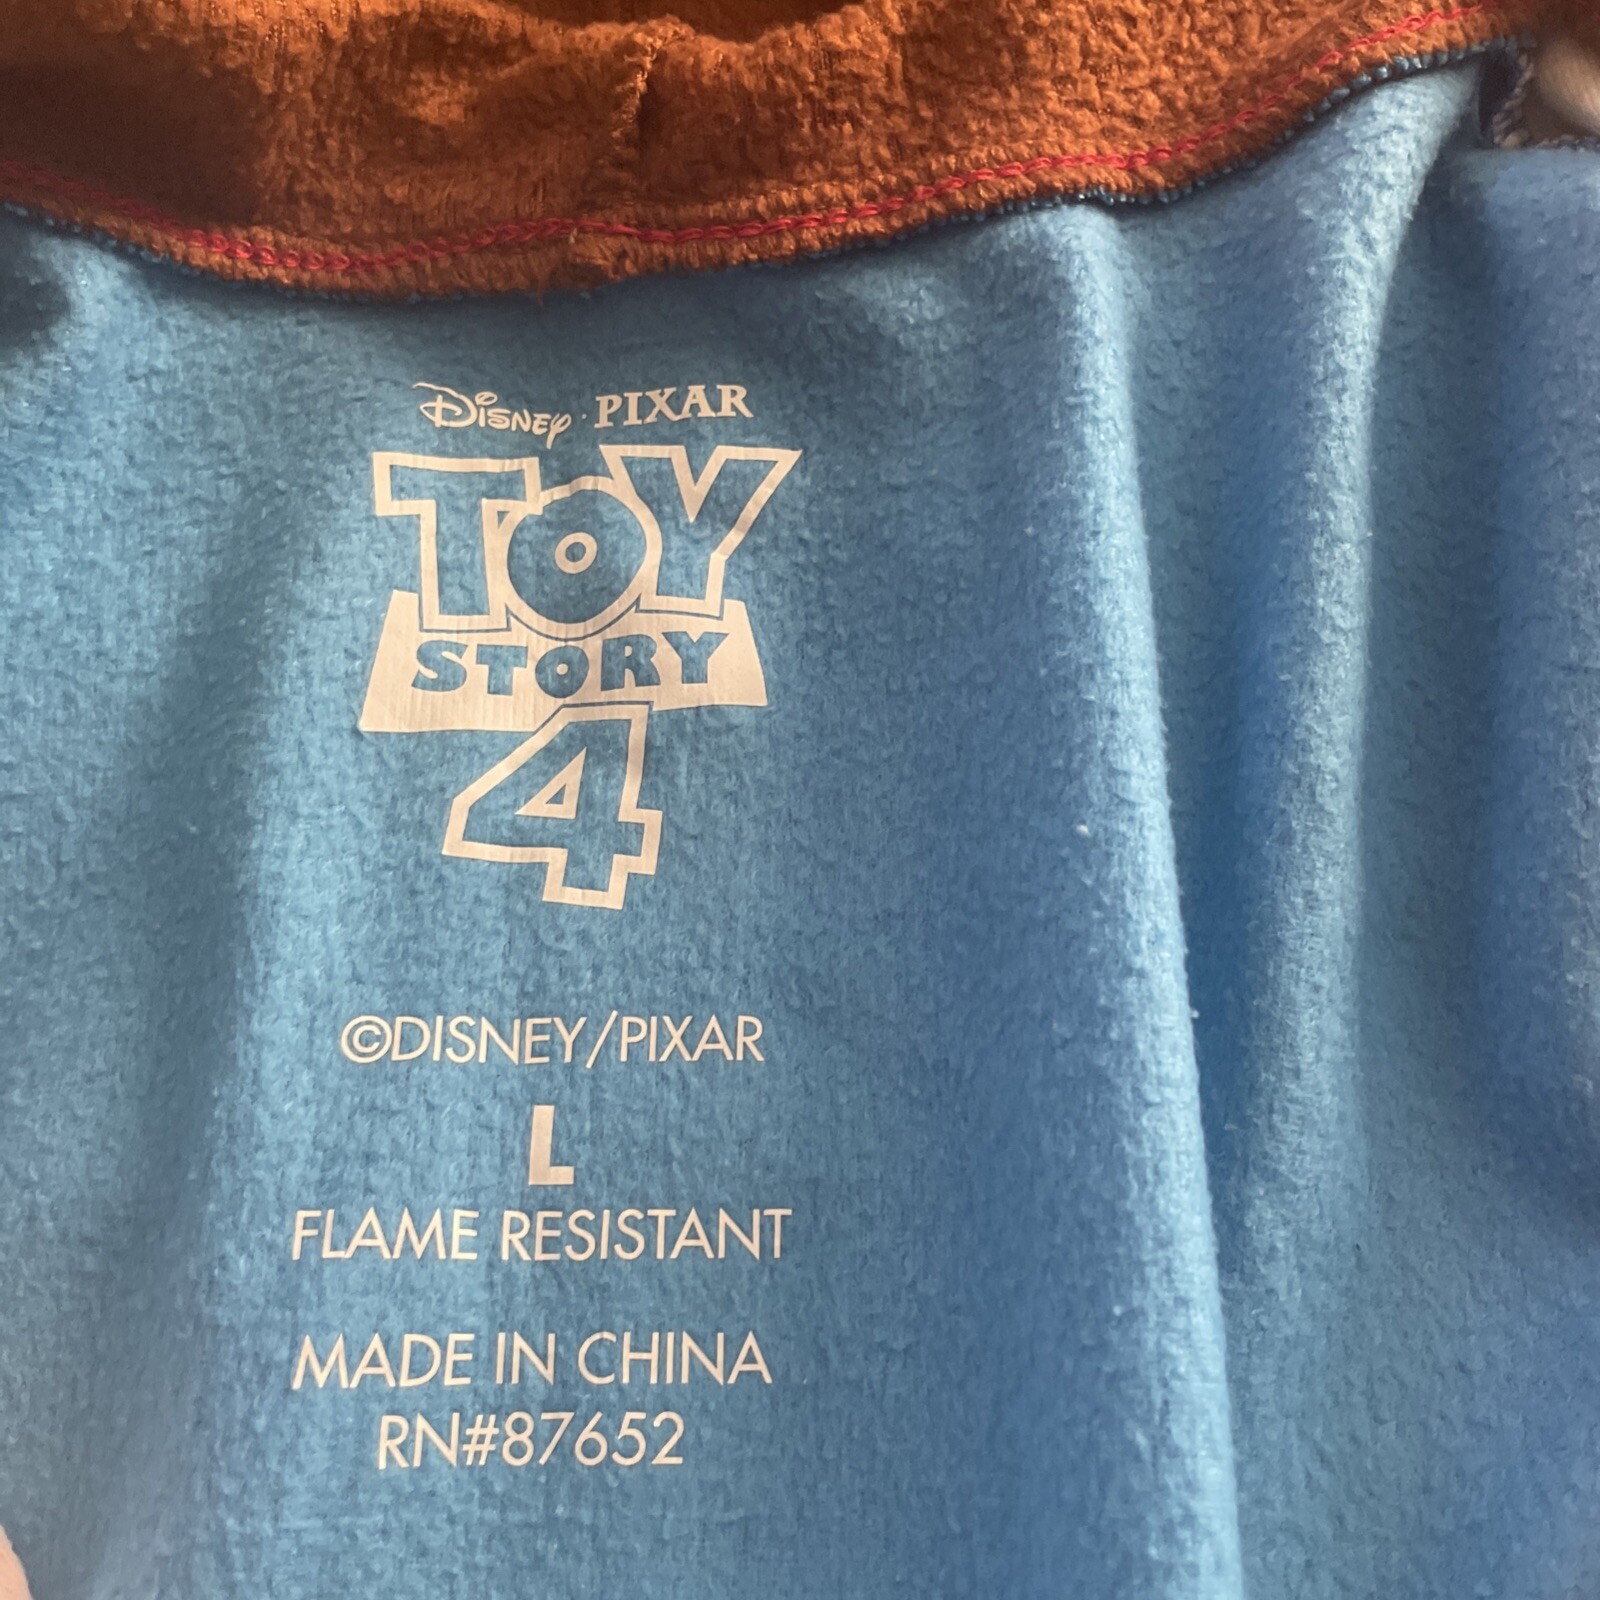 Disney · PIXAR
TOY
STORY
4
©DISNEY/PIXAR
L
FLAME RESISTANT
MADE IN CHINA
RN#87652